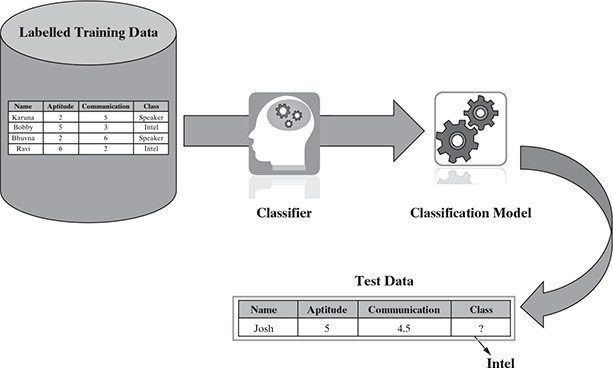 Labelled Training Data
Name Aptitude Communication Class
Karuna 2 5 Speaker
Bobby 5 3 Intel
Bhuvna 2 6 Speaker
Ravi 6 2 Intel
Classifier
Classification Model
Test Data
Name Aptitude Communication Class
Josh 5 4.5 ?
Intel